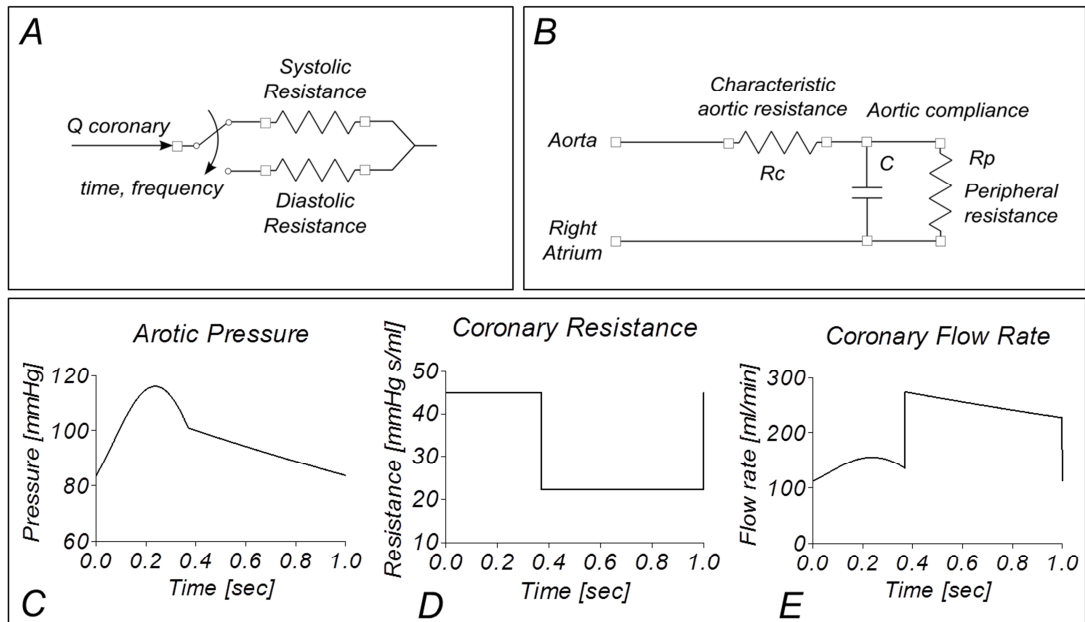 A
Systolic
Resistance
Q coronary
time, frequency
Diastolic
Resistance
B
Characteristic
aortic resistance
Aortic compliance
Aorta
Rc
C
Rp
Peripheral
resistance
Right
Atrium
Arotic Pressure
Pressure [mmHg]
120
100
80
60
0.0 0.2 0.4 0.6 0.8 1.0
Time [sec]
C
Coronary Resistance
Resistance [mmHg s/ml]
50
40
30
20
10
0.0 0.2 0.4 0.6 0.8 1.0
Time [sec]
D
Coronary Flow Rate
Flow rate [ml/min]
300
200
100
0
0.0 0.2 0.4 0.6 0.8 1.0
Time [sec]
E